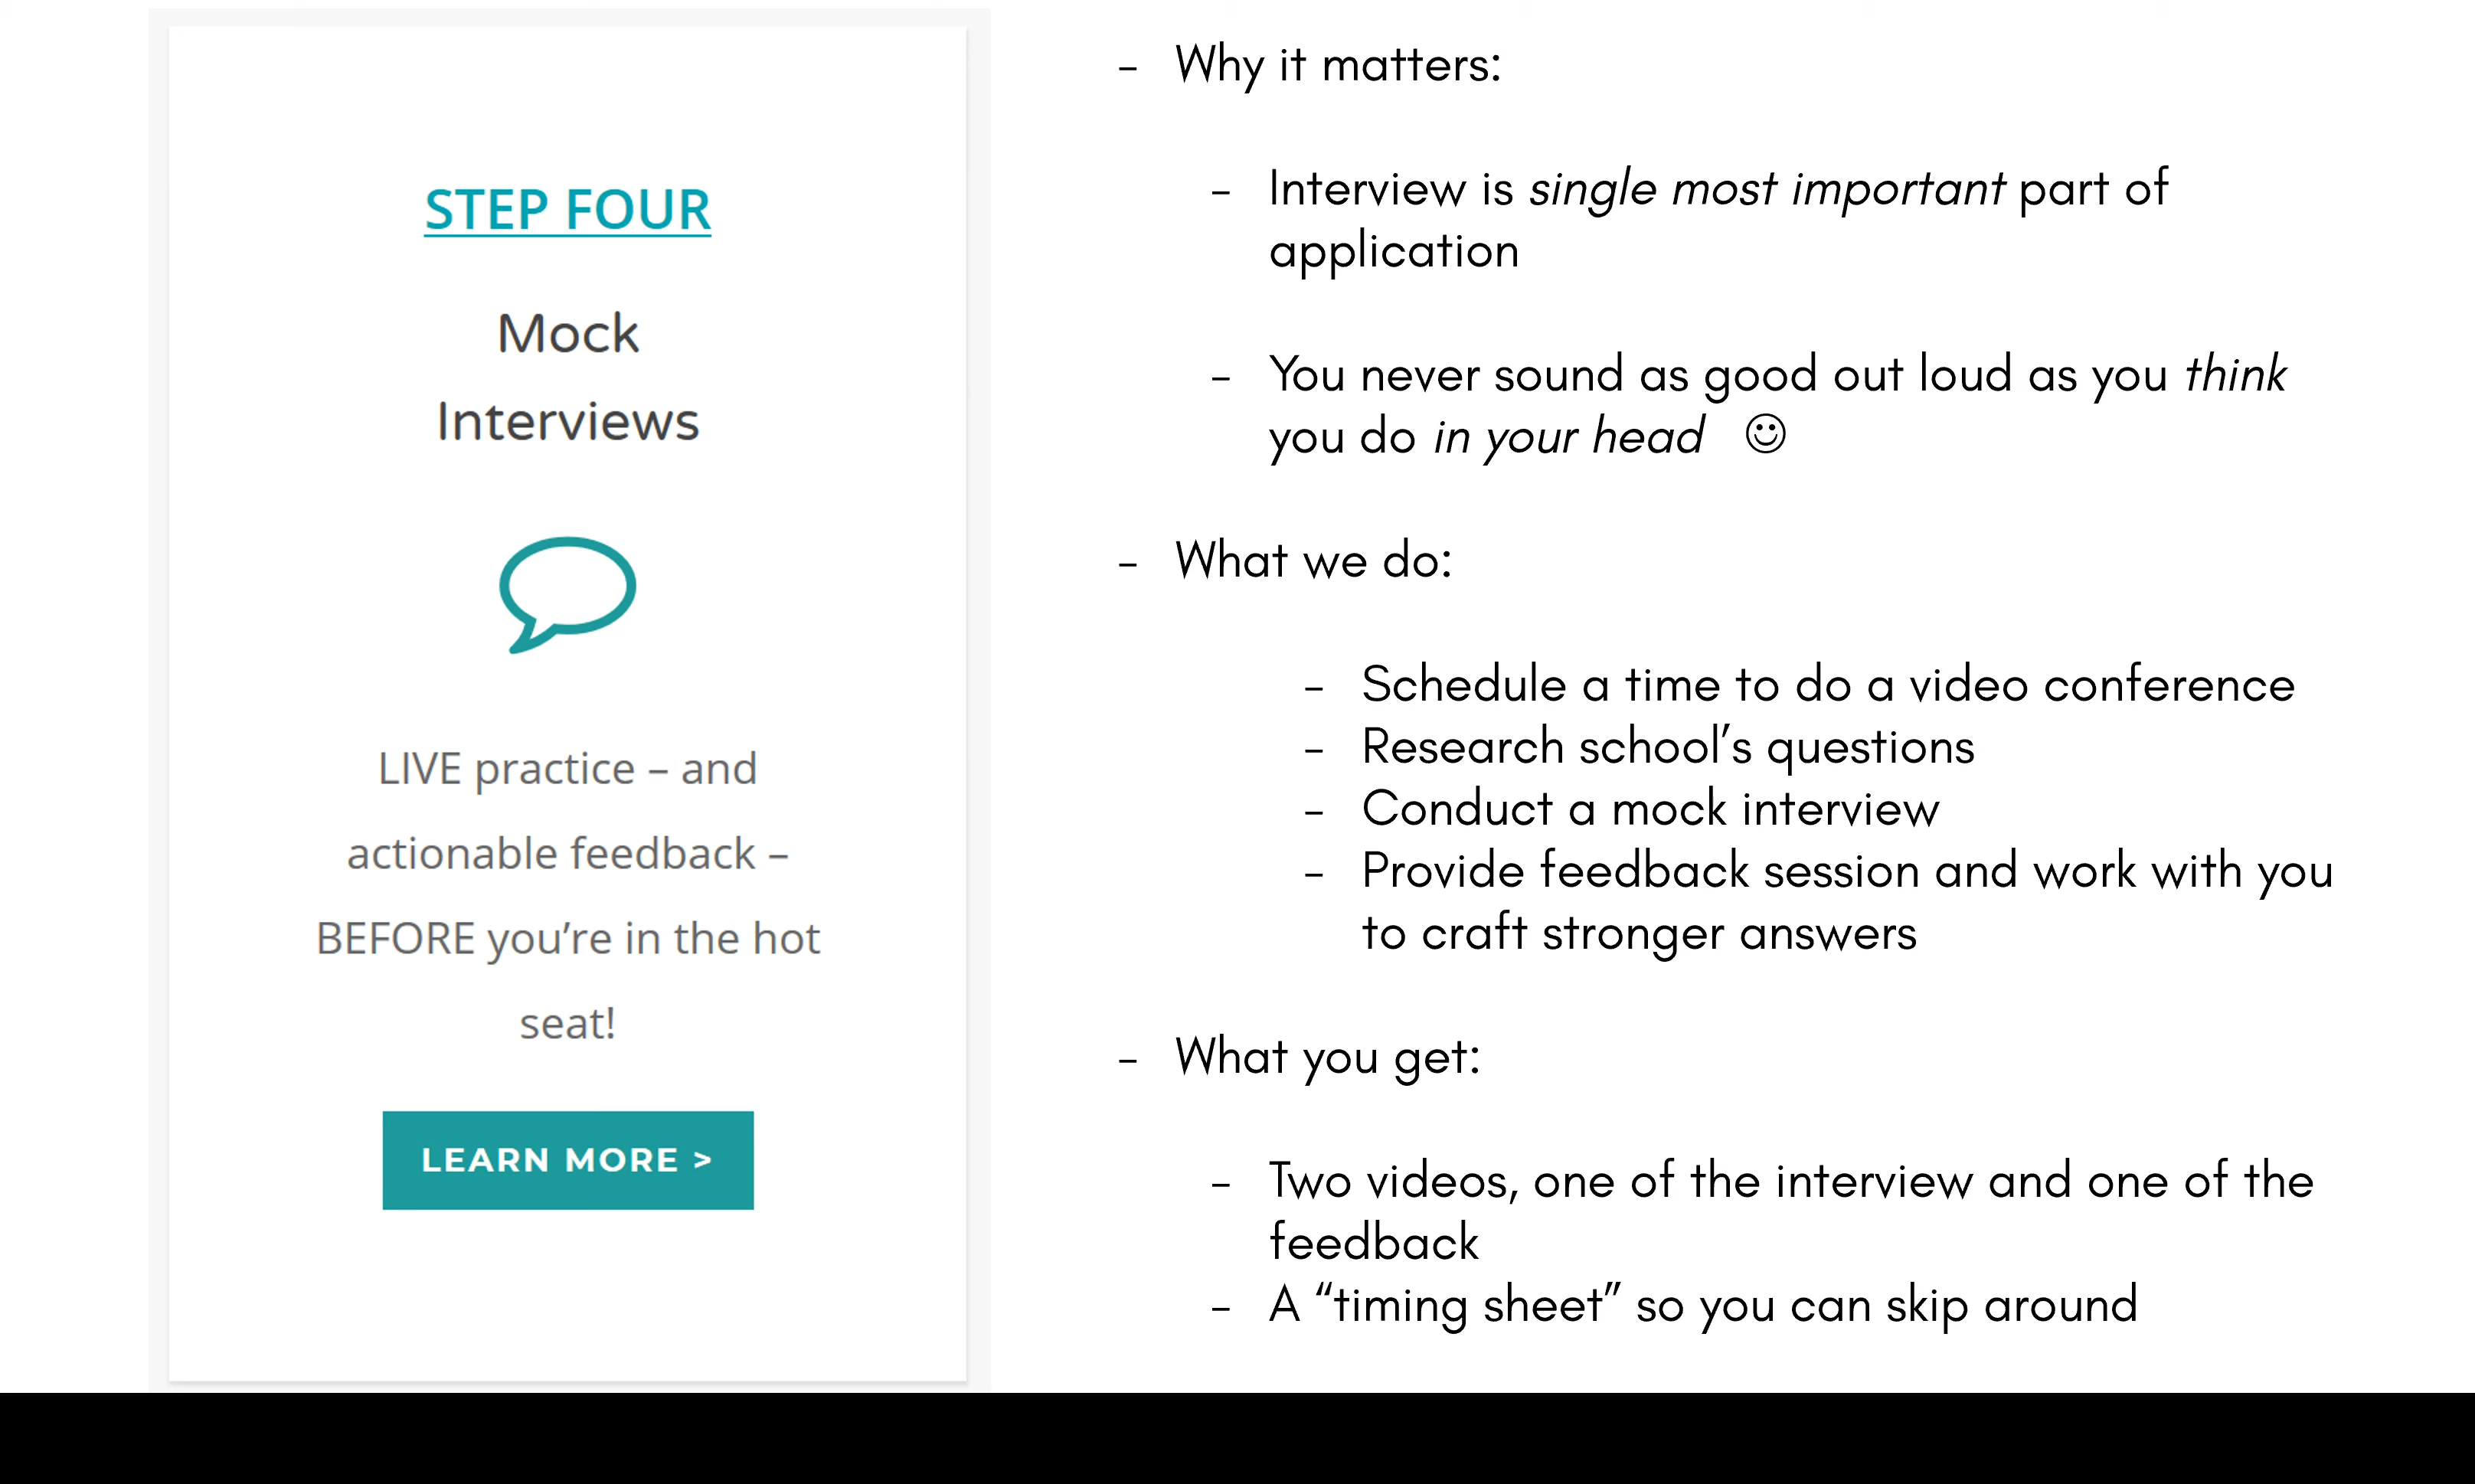 STEP FOUR
Mock
Interviews
LIVE practice – and
actionable feedback –
BEFORE you’re in the hot
seat!
LEARN MORE >
- Why it matters:
- Interview is single most important part of
application
- You never sound as good out loud as you think
you do in your head ☺
- What we do:
- Schedule a time to do a video conference
- Research school’s questions
- Conduct a mock interview
- Provide feedback session and work with you
to craft stronger answers
- What you get:
- Two videos, one of the interview and one of the
feedback
- A “timing sheet” so you can skip around